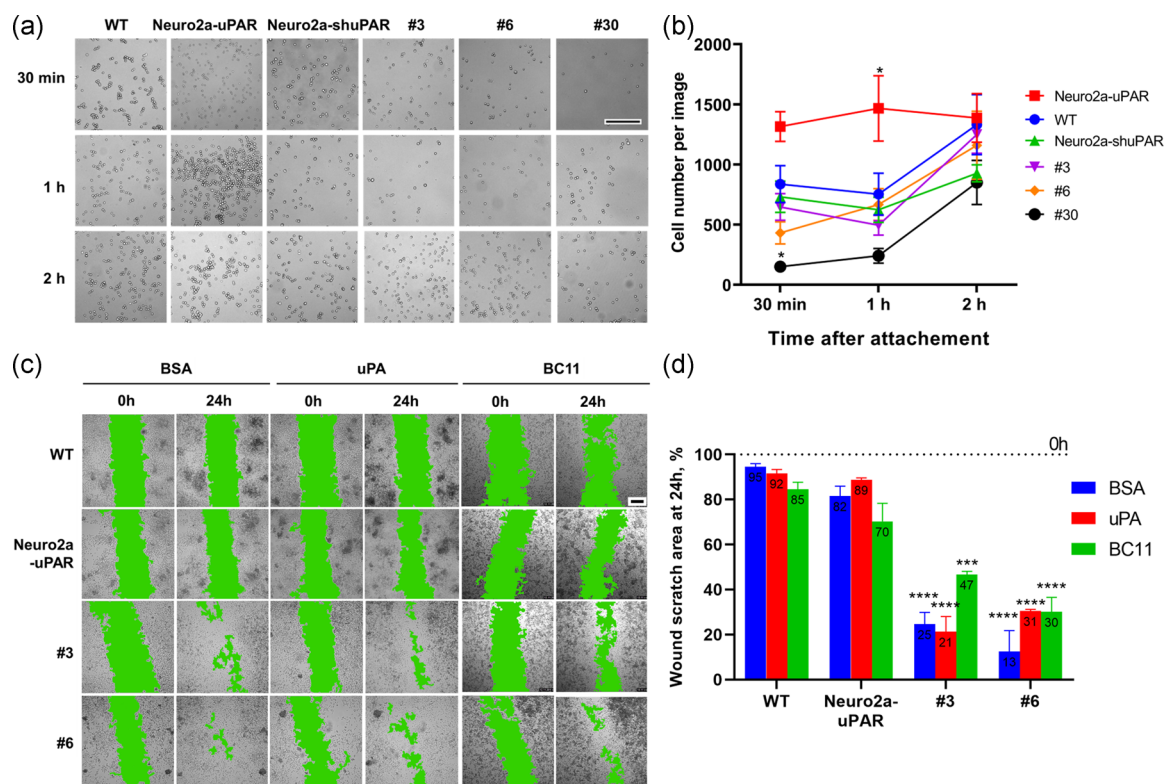 (a)
WT Neuro2a-uPAR Neuro2a-shuPAR #3 #6 #30
30 min
1 h
2 h
(b)
2000
1500
1000
500
0
Cell number per image
*
*
30 min 1 h 2 h
Time after attachement
Neuro2a-uPAR
WT
Neuro2a-shuPAR
#3
#6
#30
(c)
BSA uPA BC11
0h 24h 0h 24h 0h 24h
WT
Neuro2a
-uPAR
#3
#6
(d)
0h
100
80
60
40
20
0
Wound scratch area at 24h, %
95 92 85
82 89 70
**** **** ***
25 21 47
**** **** ****
13 31 30
WT Neuro2a-
uPAR #3 #6
BSA
uPA
BC11